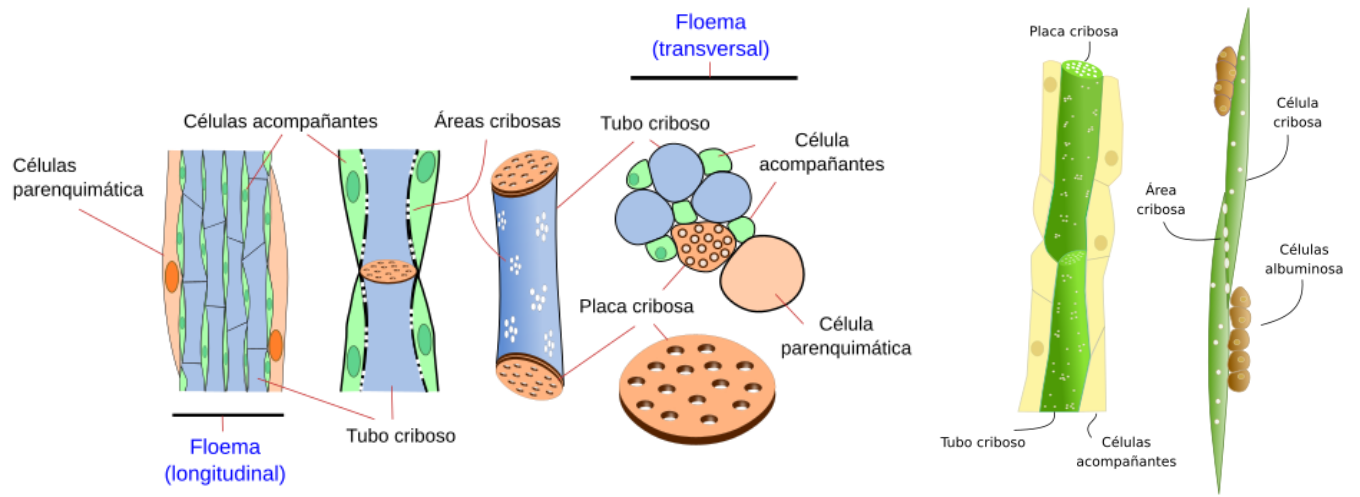 Floema
(transversal)
Células acompañantes
Áreas cribosas
Tubo criboso
Célula
acompañantes
Células
parenquimática
Placa cribosa
Célula
parenquimática
Tubo criboso
Floema
(longitudinal)
Placa cribosa
Célula
cribosa
Área
cribosa
Células
albuminosa
Tubo criboso
Células
acompañantes